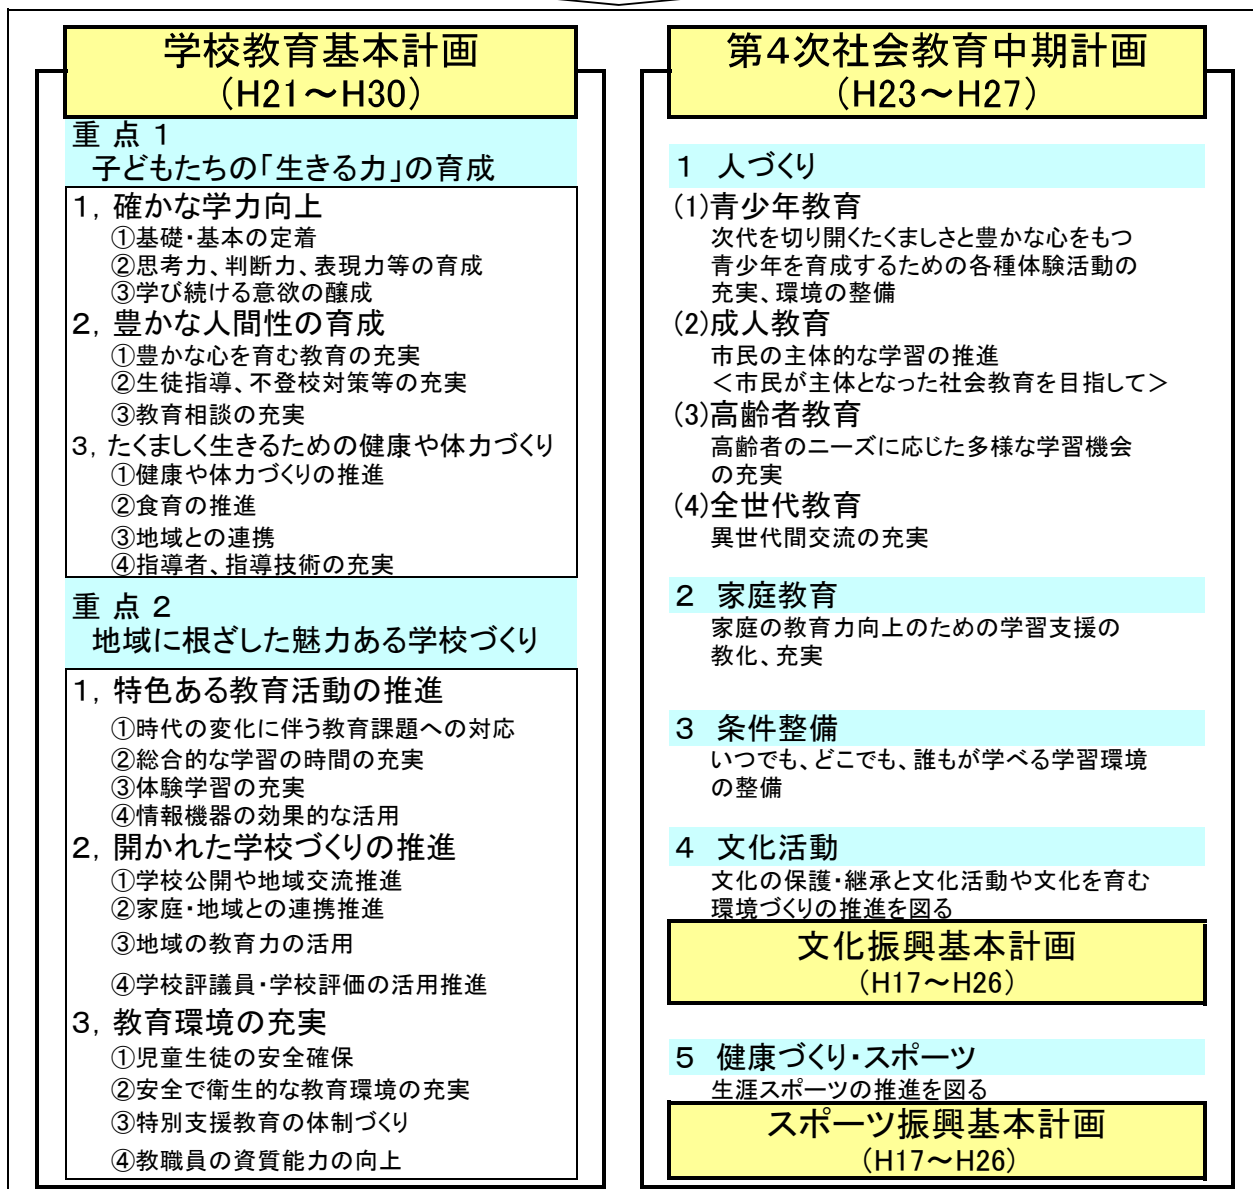 学校教育基本計画
（H21～H30）
重 点 １
子どもたちの「生きる力」の育成
１，確かな学力向上
①基礎・基本の定着
②思考力、判断力、表現力等の育成
③学び続ける意欲の醸成
２，豊かな人間性の育成
①豊かな心を育む教育の充実
②生徒指導、不登校対策等の充実
③教育相談の充実
３，たくましく生きるための健康や体力づくり
①健康や体力づくりの推進
②食育の推進
③地域との連携
④指導者、指導技術の充実
重 点 ２
地域に根ざした魅力ある学校づくり
１，特色ある教育活動の推進
①時代の変化に伴う教育課題への対応
②総合的な学習の時間の充実
③体験学習の充実
④情報機器の効果的な活用
２，開かれた学校づくりの推進
①学校公開や地域交流推進
②家庭・地域との連携推進
③地域の教育力の活用
④学校評議員・学校評価の活用推進
３，教育環境の充実
①児童生徒の安全確保
②安全で衛生的な教育環境の充実
③特別支援教育の体制づくり
④教職員の資質能力の向上
第４次社会教育中期計画
（H23～H27）
１　人づくり
(1)青少年教育
次代を切り開くたくましさと豊かな心をもつ
青少年を育成するための各種体験活動の
充実、環境の整備
(2)成人教育
市民の主体的な学習の推進
＜市民が主体となった社会教育を目指して＞
(3)高齢者教育
高齢者のニーズに応じた多様な学習機会
の充実
(4)全世代教育
異世代間交流の充実
２　家庭教育
家庭の教育力向上のための学習支援の
教化、充実
３　条件整備
いつでも、どこでも、誰もが学べる学習環境
の整備
４　文化活動
文化の保護・継承と文化活動や文化を育む
環境づくりの推進を図る
文化振興基本計画
（H17～H26）
５　健康づくり・スポーツ
生涯スポーツの推進を図る
スポーツ振興基本計画
（H17～H26）